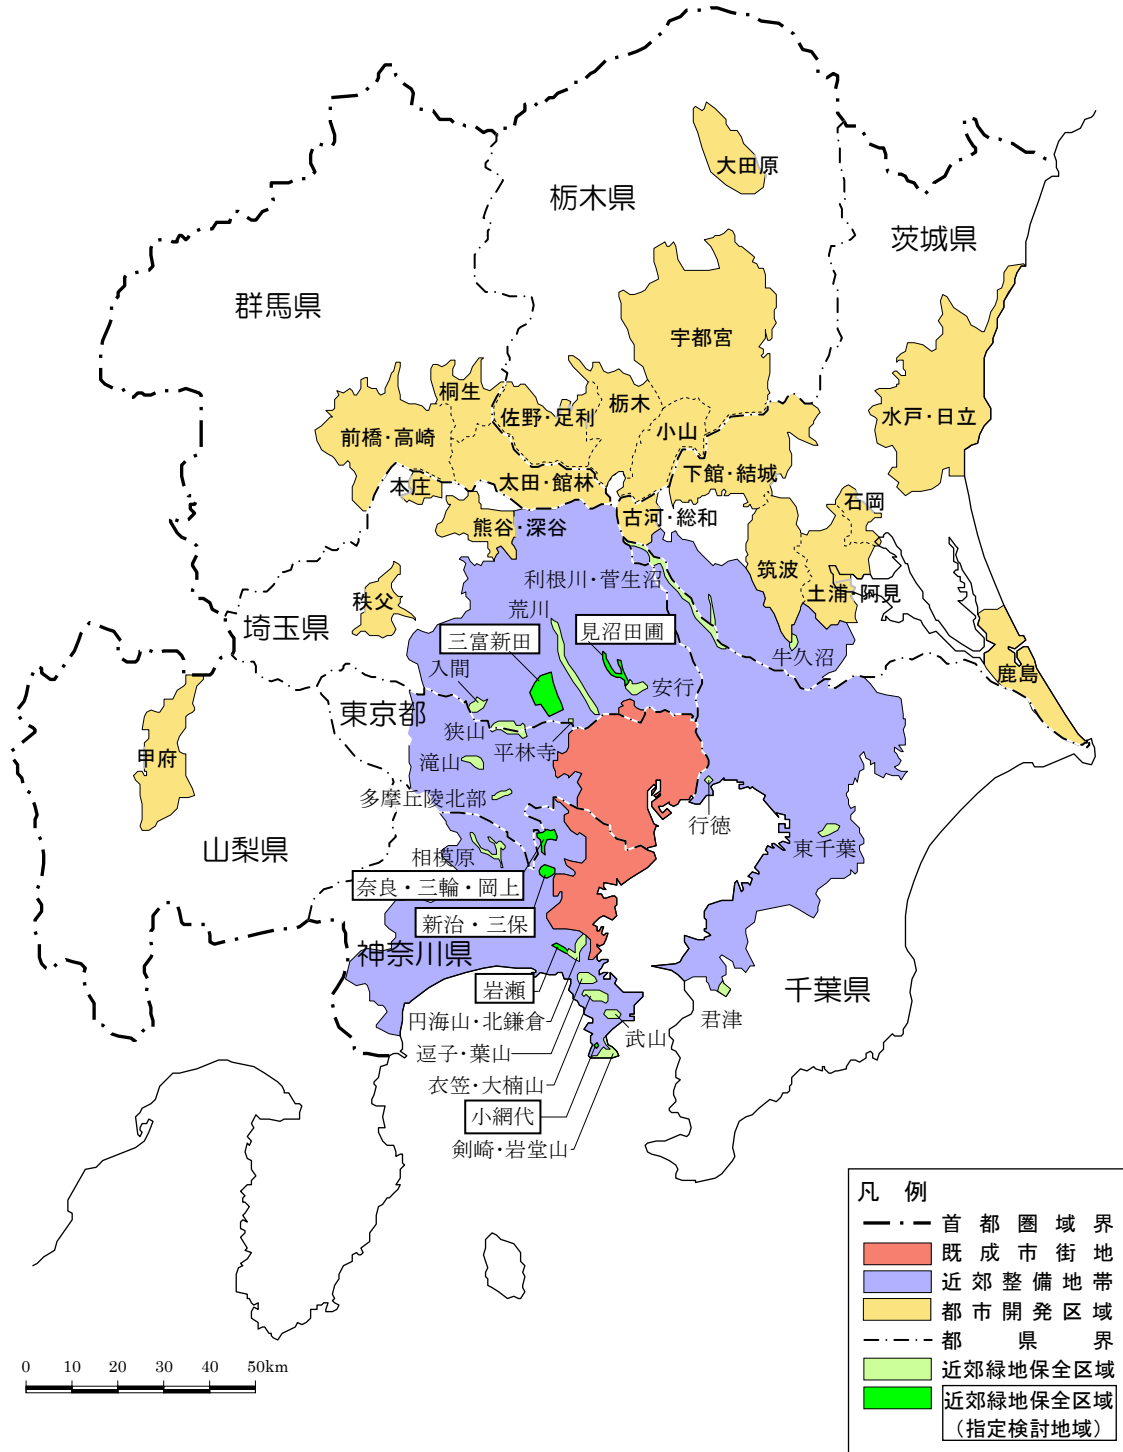 大田原
栃木県
茨城県
群馬県
宇都宮
桐生
佐野・足利
栃木
水戸・日立
前橋・高崎
小山
下館・結城
本庄
太田・館林
石岡
熊谷・深谷
古河・総和
筑波
利根川・菅生沼
土浦・阿見
秩父
荒川
埼玉県
三富新田
見沼田圃
牛久沼
入間
安行
鹿島
東京都
狭山
平林寺
甲府
滝山
多摩丘陵北部
行徳
山梨県
相模原
東千葉
奈良・三輪・岡上
新治・三保
神奈川県
岩瀬
千葉県
円海山・北鎌倉
君津
武山
逗子・葉山
衣笠・大楠山
小網代
剣崎・岩堂山
凡例
首都圏域界
既成市街地
近郊整備地帯
都市開発区域
都県界
近郊緑地保全区域
近郊緑地保全区域
（指定検討地域）
0 10 20 30 40 50km